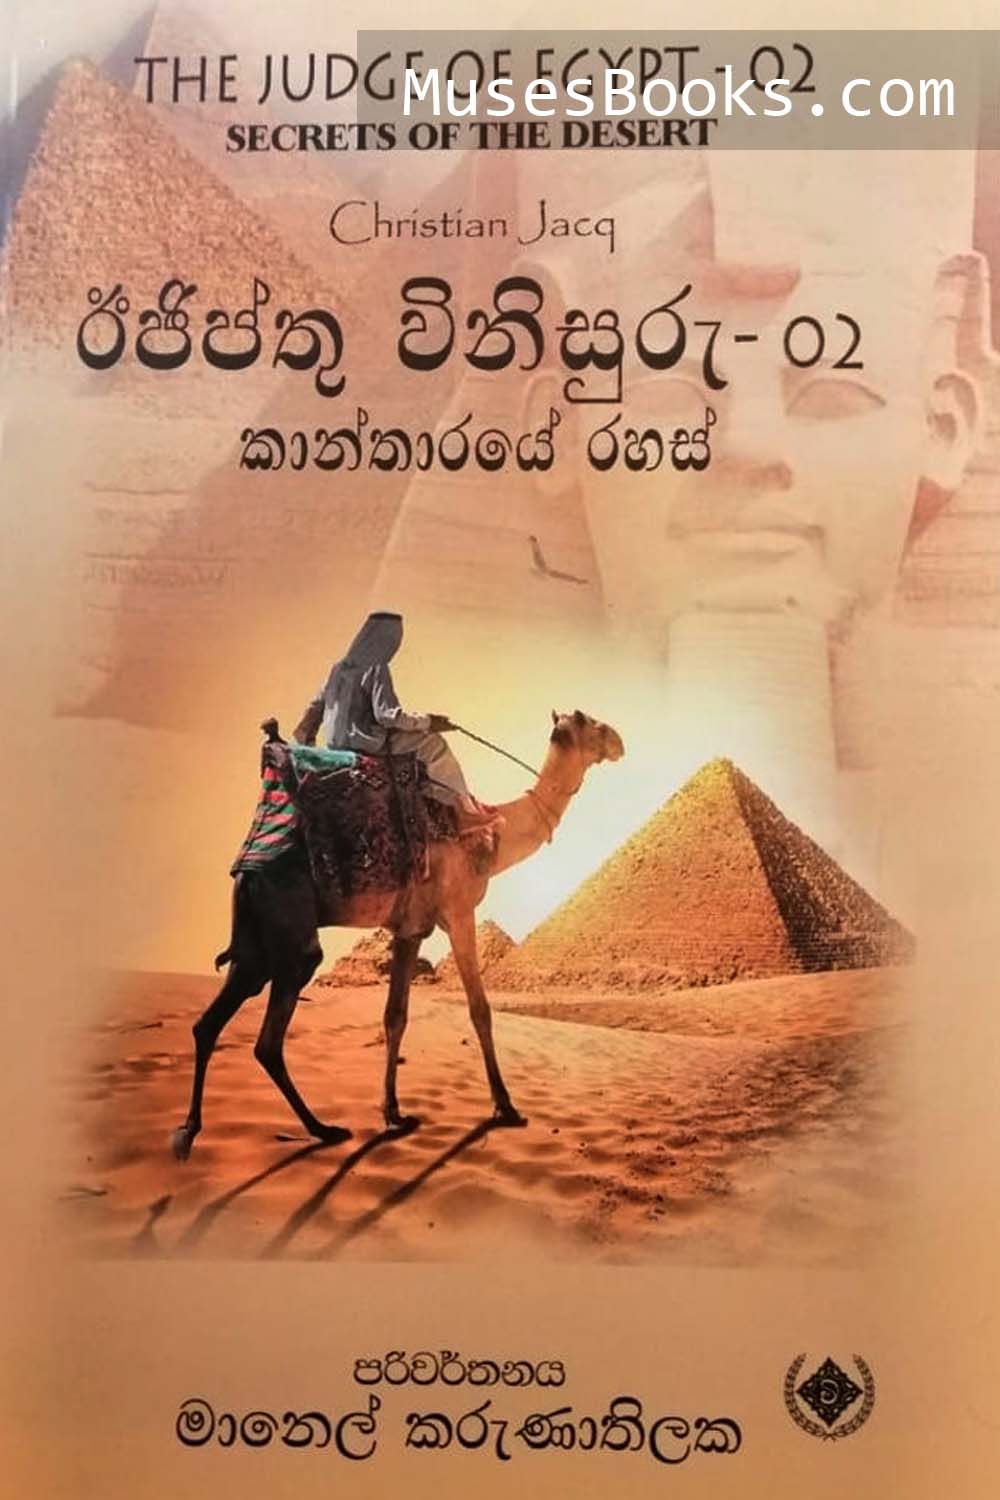 THE JUDGE OF EGYPT - 02
MusesBooks.com
SECRETS OF THE DESERT
Christian Jacq
ඊජිප්තු විනිසුරු - 02
කාන්තාරයේ රහස්
පරිවර්තනය
මානෙල් කරුණාතිලක